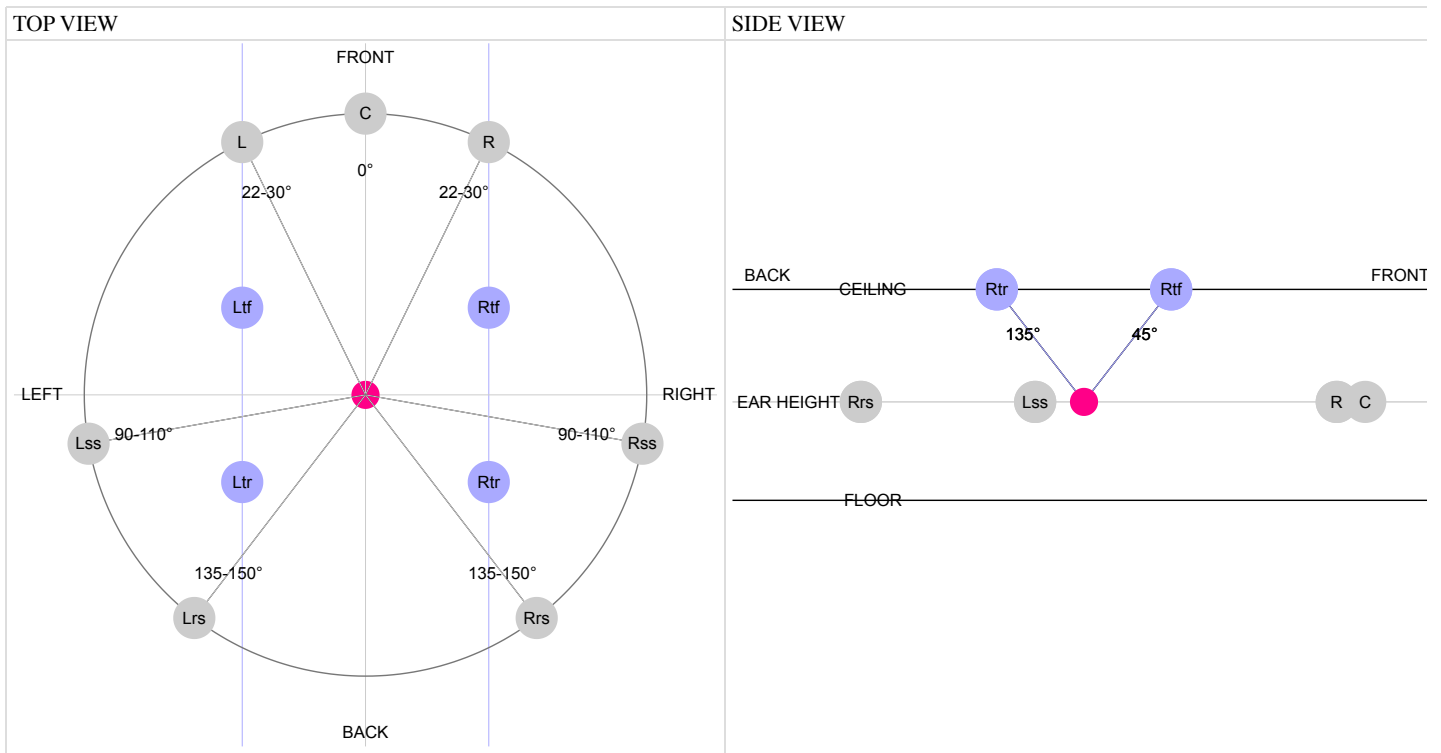 TOP VIEW
FRONT
C
L
R
0°
22-30°
22-30°
Ltf
Rtf
LEFT
RIGHT
Lss
90-110°
90-110°
Rss
Ltr
Rtr
135-150°
135-150°
Lrs
Rrs
BACK
SIDE VIEW
BACK
FRONT
CEILING
Rtr
Rtf
135°
45°
EAR HEIGHT
Rrs
Lss
R
C
FLOOR